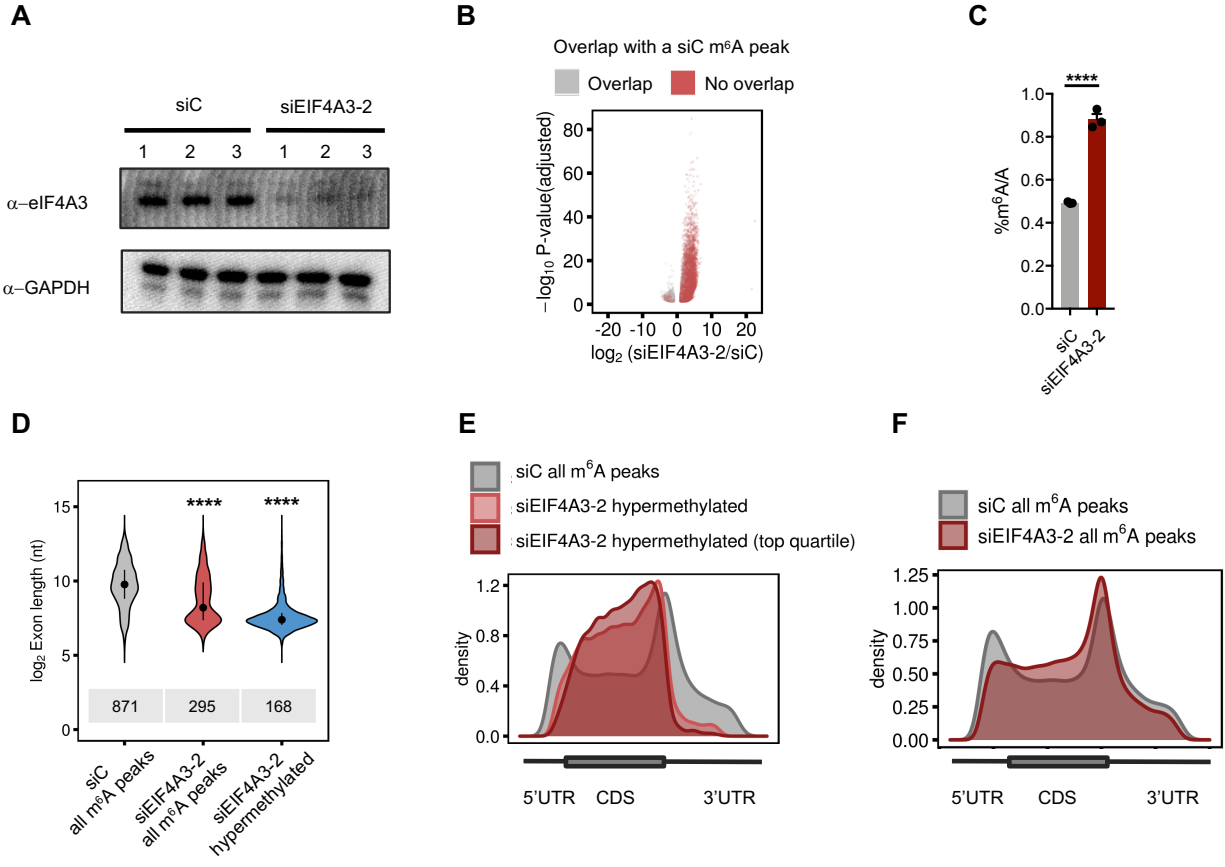 A
siC
siEIF4A3-2
1 2 3 1 2 3
α−eIF4A3
α−GAPDH
B
Overlap with a siC m⁶A peak
Overlap No overlap
−log₁₀ P-value(adjusted)
80
60
40
20
0
-20 -10 0 10 20
log₂ (siEIF4A3-2/siC)
C
****
%m⁶A/A
1.0
0.8
0.6
0.4
0.2
0.0
siC
siEIF4A3-2
D
log₂ Exon length (nt)
15
10
5
0
**** ****
871 295 168
siC
all m⁶A peaks
siEIF4A3-2
all m⁶A peaks
siEIF4A3-2
hypermethylated
E
siC all m⁶A peaks
siEIF4A3-2 hypermethylated
siEIF4A3-2 hypermethylated (top quartile)
density
1.2
0.8
0.4
0.0
5’UTR CDS 3’UTR
F
siC all m⁶A peaks
siEIF4A3-2 all m⁶A peaks
density
1.25
1.00
0.75
0.50
0.25
0.00
5’UTR CDS 3’UTR